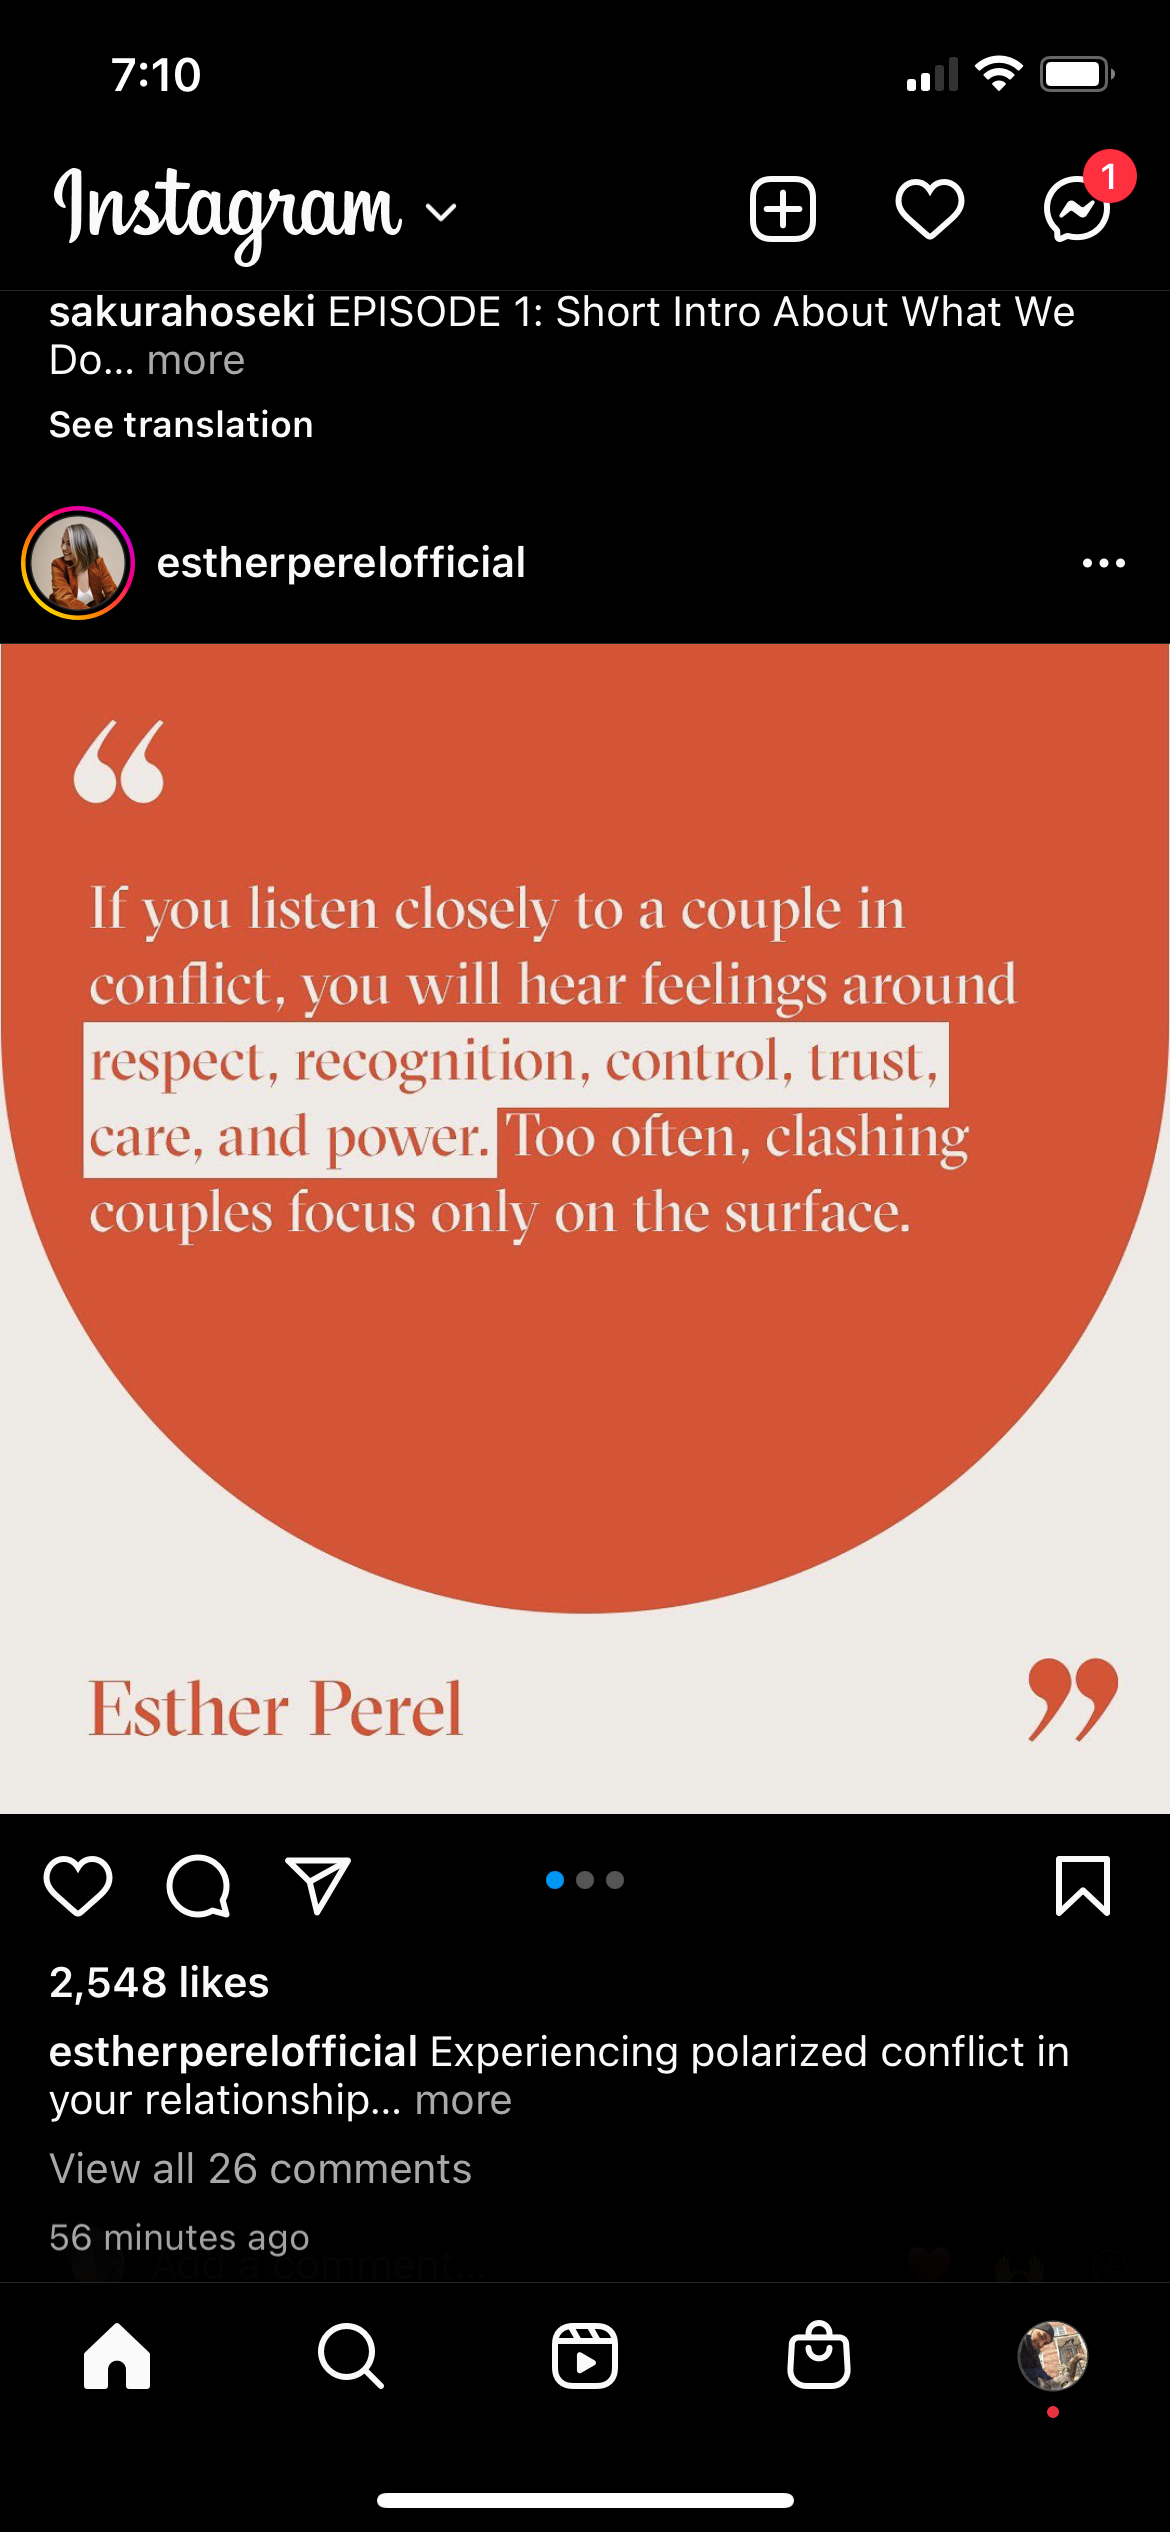 7:10
Instagram
1
sakurahoseki EPISODE 1: Short Intro About What We
Do... more
See translation
estherperelofficial
“
If you listen closely to a couple in
conflict, you will hear feelings around
respect, recognition, control, trust,
care, and power. Too often, clashing
couples focus only on the surface.
Esther Perel
”
2,548 likes
estherperelofficial Experiencing polarized conflict in
your relationship... more
View all 26 comments
56 minutes ago
Add a comment...